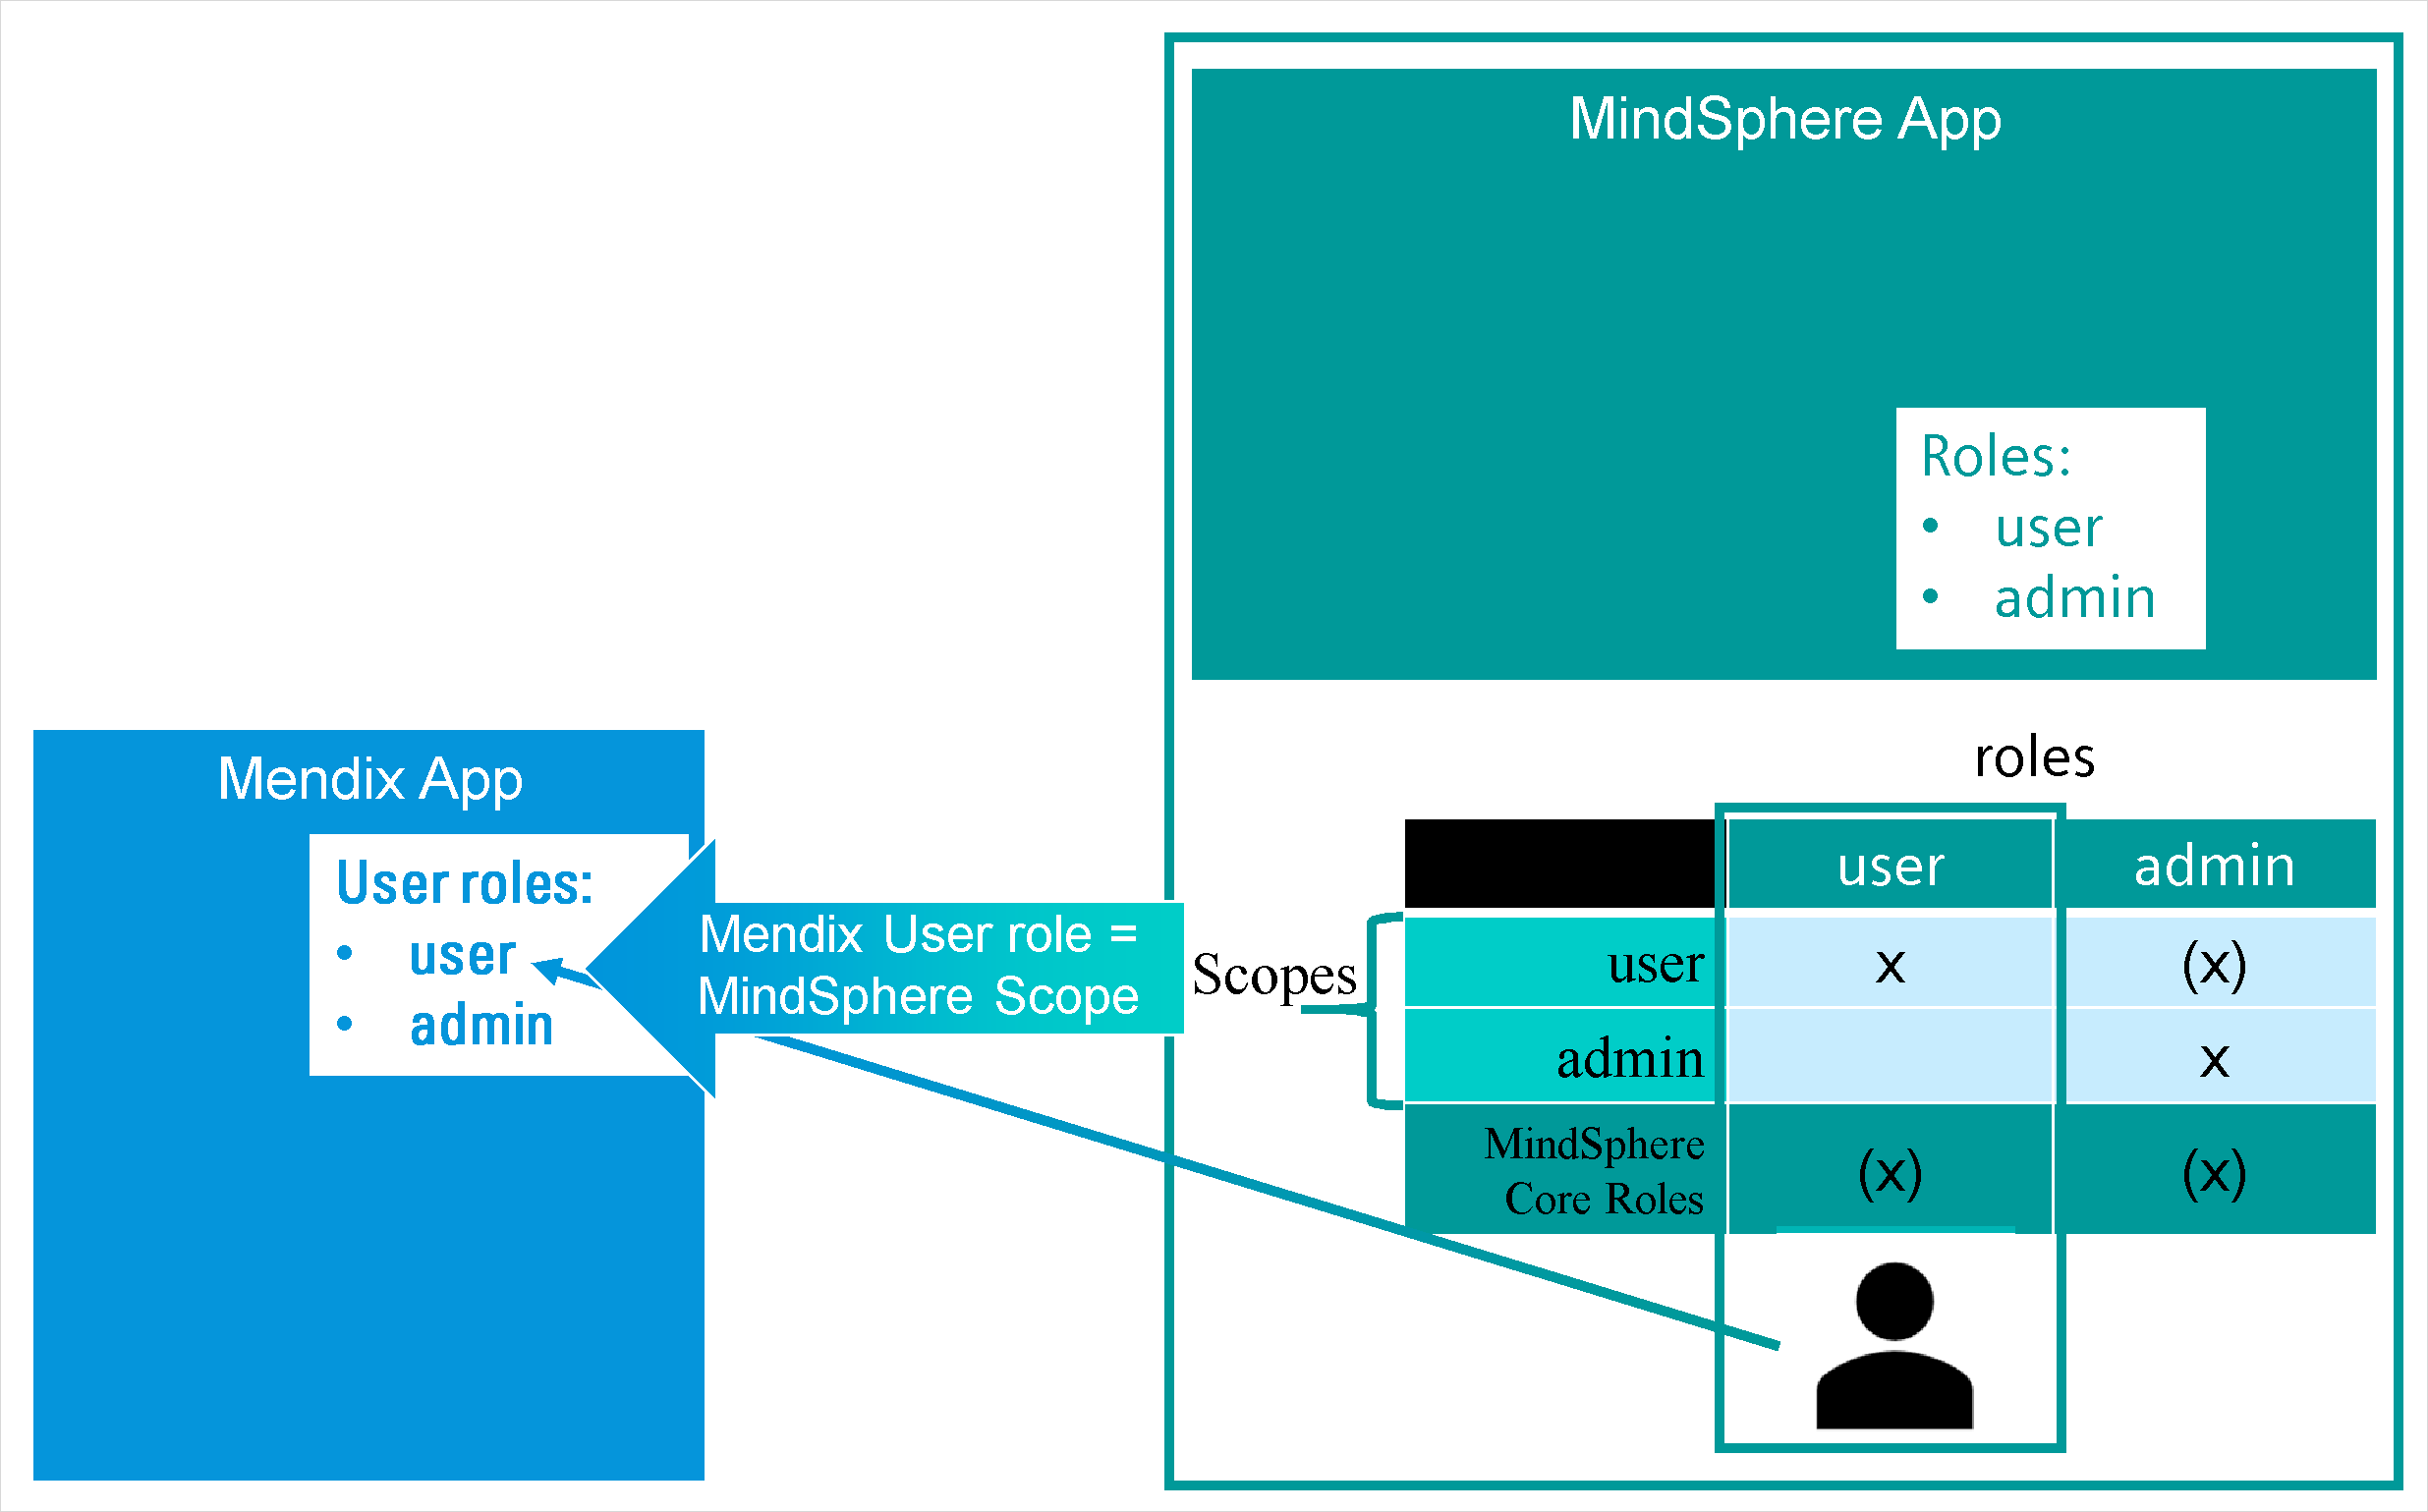 MindSphere App
Roles:
• user
• admin
roles
Mendix App
User roles:
• user
• admin
Mendix User role =
MindSphere Scope
Scopes
user admin
user x (x)
admin x
MindSphere
Core Roles (x) (x)